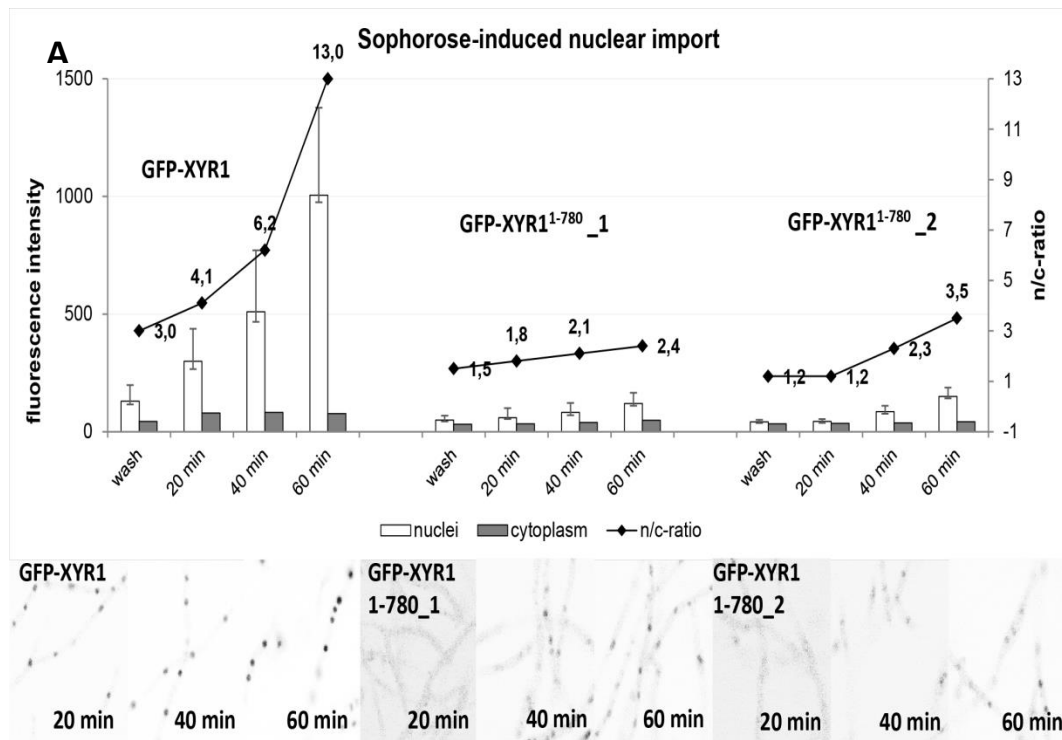 A
Sophorose-induced nuclear import
1500
1000
500
0
fluorescence intensity
13
11
9
7
5
3
1
-1
n/c-ratio
GFP-XYR1
3,0
4,1
6,2
13,0
GFP-XYR1¹⁻⁷⁸⁰_1
1,5
1,8
2,1
2,4
GFP-XYR1¹⁻⁷⁸⁰_2
1,2
1,2
2,3
3,5
wash
20 min
40 min
60 min
wash
20 min
40 min
60 min
wash
20 min
40 min
60 min
nuclei
cytoplasm
n/c-ratio
GFP-XYR1
20 min
40 min
60 min
GFP-XYR1
1-780_1
20 min
40 min
60 min
GFP-XYR1
1-780_2
20 min
40 min
60 min